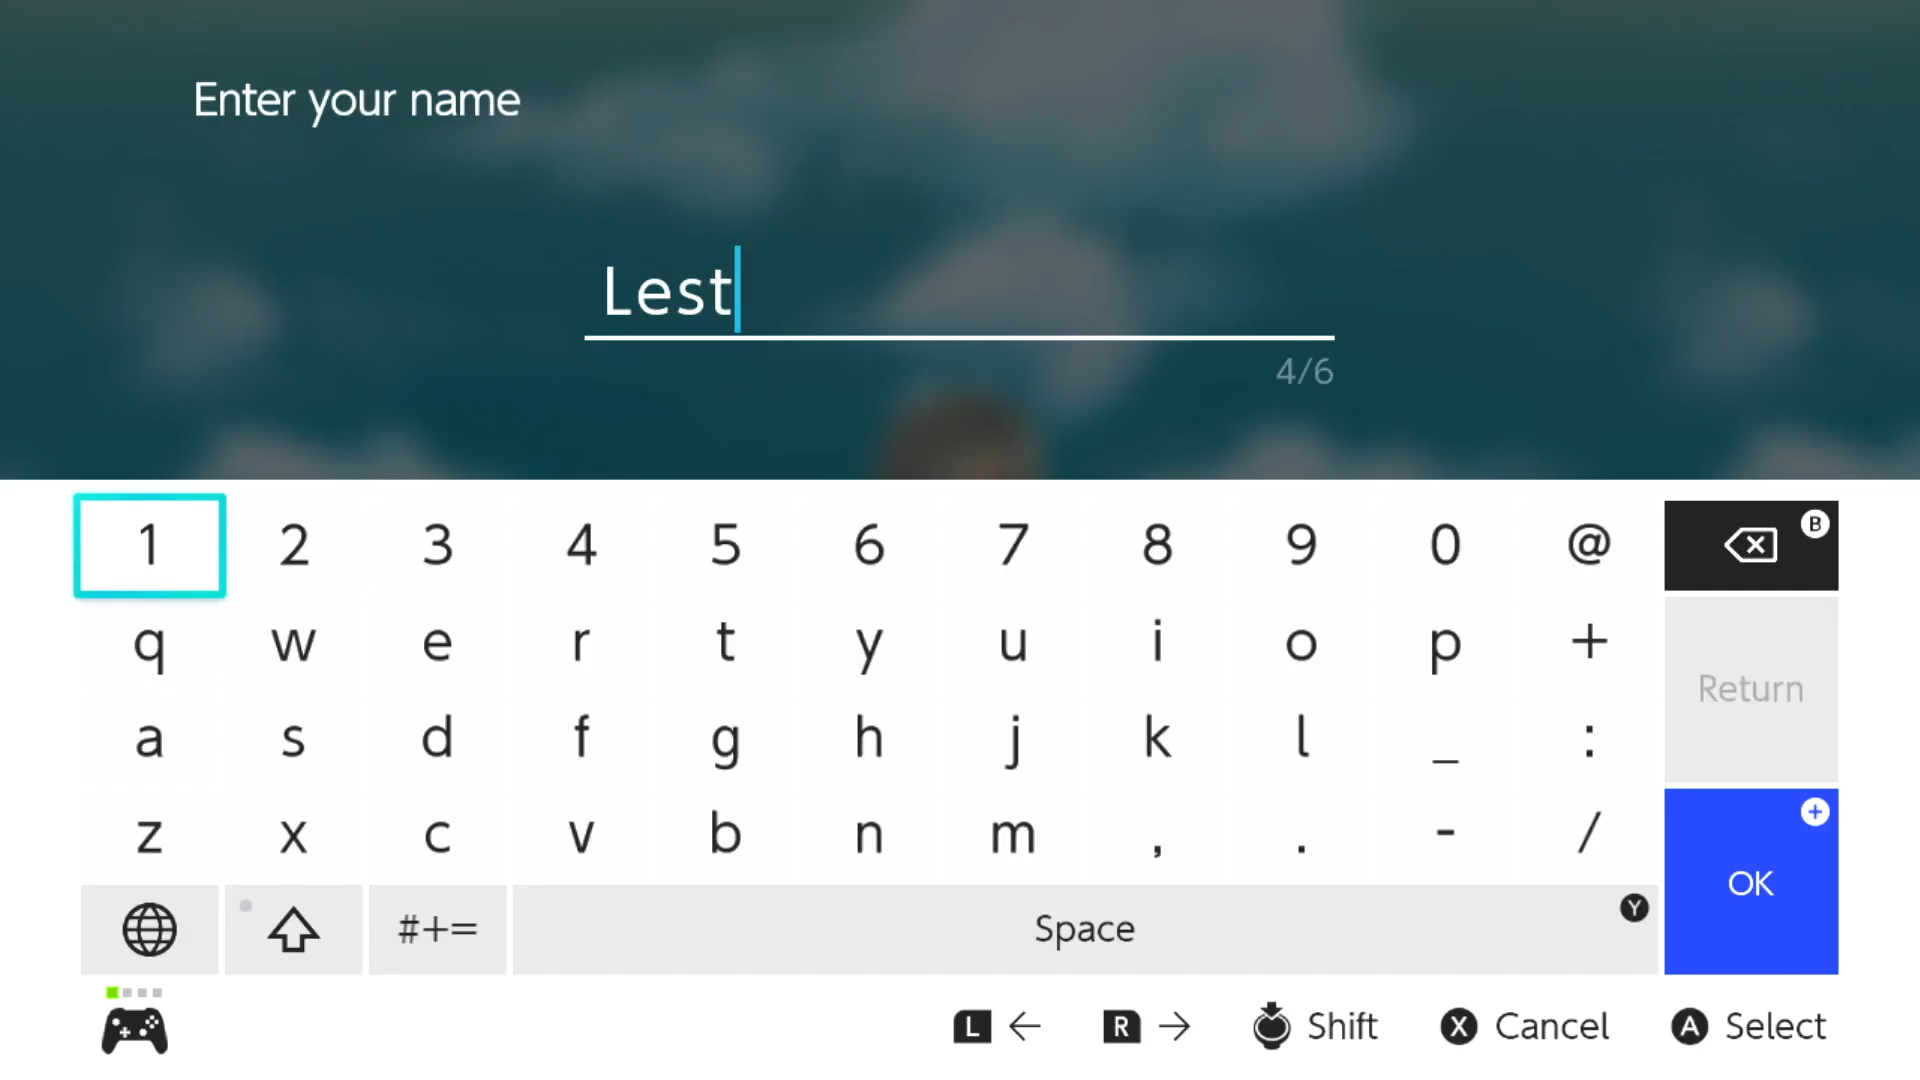 Enter your name
Lest
4/6
1 2 3 4 5 6 7 8 9 0 @ B
q w e r t y u i o p +
Return
a s d f g h j k l _ :
z x c v b n m , . - / +
OK
#+= Space Y
L ← R → Shift X Cancel A Select